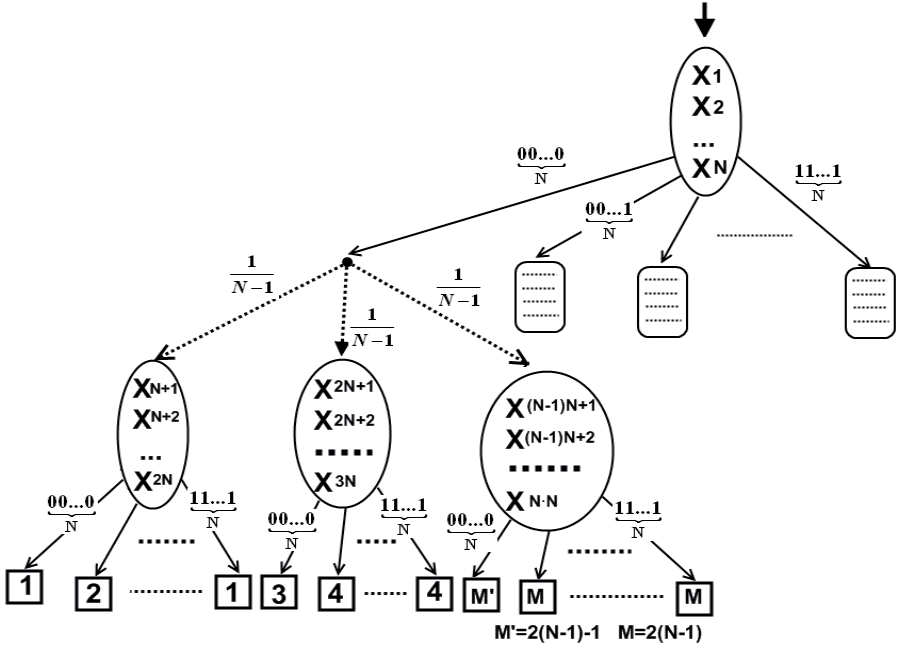 X1
X2
...
XN
00...0
N
00...1
N
11...1
N
1
N-1
1
N-1
1
N-1
XN+1
XN+2
...
X2N
X2N+1
X2N+2
......
X3N
X(N-1)N+1
X(N-1)N+2
.......
XN·N
00...0
N
11...1
N
00...0
N
11...1
N
00...0
N
11...1
N
1 2 1 3 4 4 M' M M
M'=2(N-1)-1 M=2(N-1)